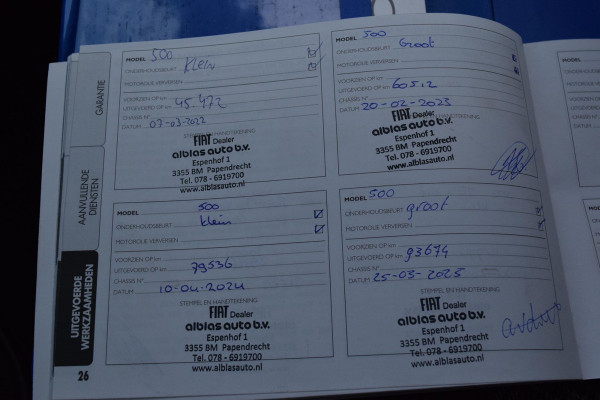 GARANTIE
AANVULLENDE
DIENSTEN
UITGEVOERDE
WERKZAAMHEDEN
26
MODEL 500
ONDERHOUDSBEURT Klein
MOTOROLIE VERVERSEN
VOORZIEN OP km
UITGEVOERD OP km 45 472
CHASSIS N°
DATUM 07-03-2022
STEMPEL EN HANDTEKENING
FIAT Dealer
alblas auto b.v.
Espenhof 1
3355 BM Papendrecht
Tel. 078 - 6919700
www.alblasauto.nl
MODEL 500
ONDERHOUDSBEURT Groot
MOTOROLIE VERVERSEN
VOORZIEN OP km
UITGEVOERD OP km 60512
CHASSIS N°
DATUM 20-02-2023
FIAT Dealer
alblas auto b.v.
Espenhof 1
3355 BM Papendrecht
Tel. 078 - 6919700
www.alblasauto.nl
MODEL 500
ONDERHOUDSBEURT klein
MOTOROLIE VERVERSEN
VOORZIEN OP km
UITGEVOERD OP km 79536
CHASSIS N°
DATUM 10-04-2024
STEMPEL EN HANDTEKENING
FIAT Dealer
alblas auto b.v.
Espenhof 1
3355 BM Papendrecht
Tel. 078 - 6919700
www.alblasauto.nl
MODEL 500
ONDERHOUDSBEURT groot
MOTOROLIE VERVERSEN
VOORZIEN OP km
UITGEVOERD OP km 93674
CHASSIS N°
DATUM 25-03-2025
STEMPEL EN HANDTEKENING
FIAT Dealer
alblas auto b.v.
Espenhof 1
3355 BM Papendrecht
Tel. 078 - 6919700
www.alblasauto.nl